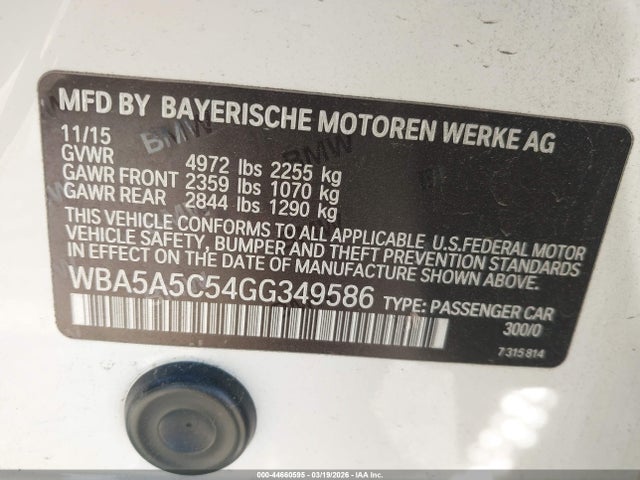 MFD BY BAYERISCHE MOTOREN WERKE AG
11/15
GVWR 4972 lbs 2255 kg
GAWR FRONT 2359 lbs 1070 kg
GAWR REAR 2844 lbs 1290 kg
THIS VEHICLE CONFORMS TO ALL APPLICABLE U.S.FEDERAL MOTOR
VEHICLE SAFETY, BUMPER AND THEFT PREVENTION STANDARDS IN
EFFECT ON THE DATE OF MANUFACTURE SHOWN ABOVE.
WBA5A5C54GG349586 TYPE: PASSENGER CAR
300/0
7315814
000-44660595 | 03/19/2026 - IAA Inc.